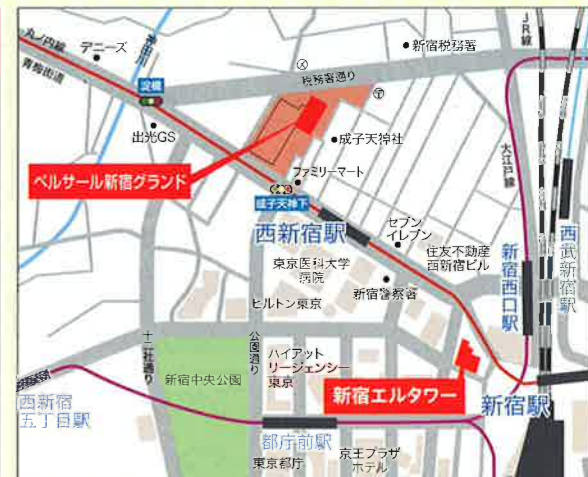 丸ノ内線
デニーズ
神田川
青梅街道
淀橋
出光GS
税務署通り
新宿税務署
JR線
成子天神社
ファミリーマート
ベルサール新宿グランド
成子天神下
大江戸線
西新宿駅
セブン
イレブン
住友不動産
西新宿ビル
東京医科大学
病院
新宿警察署
ヒルトン東京
新宿西口駅
西武新宿駅
十二社通り
公園通り
新宿中央公園
ハイアット
リージェンシー
東京
新宿エルタワー
新宿駅
西新宿
五丁目駅
都庁前駅
東京都庁
京王プラザ
ホテル